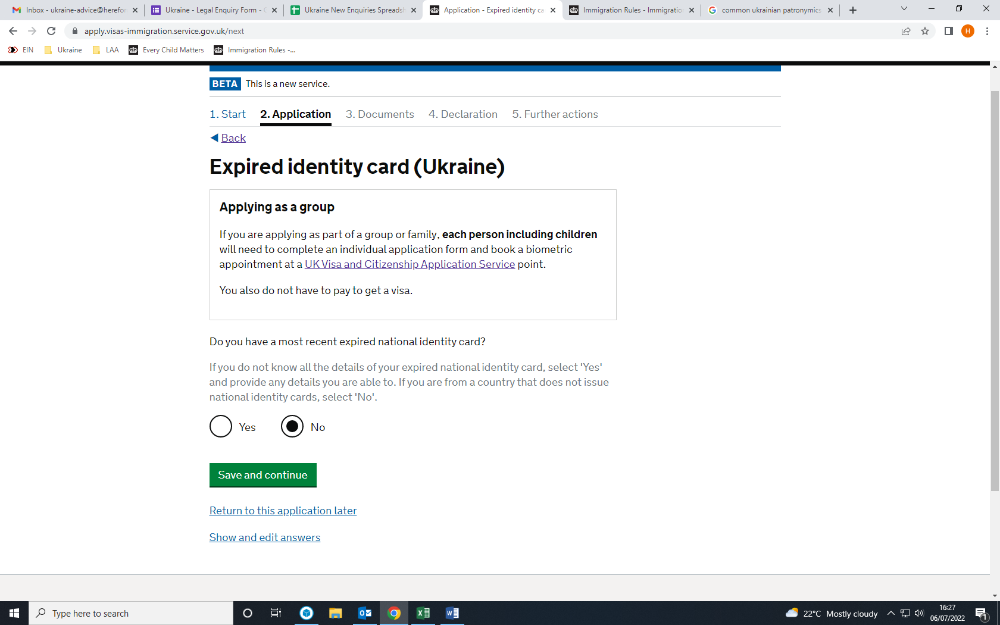 Inbox - ukraine-advice@herefor
Ukraine - Legal Enquiry Form -
Ukraine New Enquiries Spreadsh
Application - Expired identity ca
Immigration Rules - Immigratio
common ukrainian patronymics
apply.visas-immigration.service.gov.uk/next
H
EIN
Ukraine
LAA
Every Child Matters
Immigration Rules -...
BETA This is a new service.
1. Start 2. Application 3. Documents 4. Declaration 5. Further actions
Back
Expired identity card (Ukraine)
Applying as a group
If you are applying as part of a group or family, each person including children
will need to complete an individual application form and book a biometric
appointment at a UK Visa and Citizenship Application Service point.
You also do not have to pay to get a visa.
Do you have a most recent expired national identity card?
If you do not know all the details of your expired national identity card, select 'Yes'
and provide any details you are able to. If you are from a country that does not issue
national identity cards, select 'No'.
Yes No
Save and continue
Return to this application later
Show and edit answers
Type here to search
22°C Mostly cloudy
16:27
06/07/2022
1